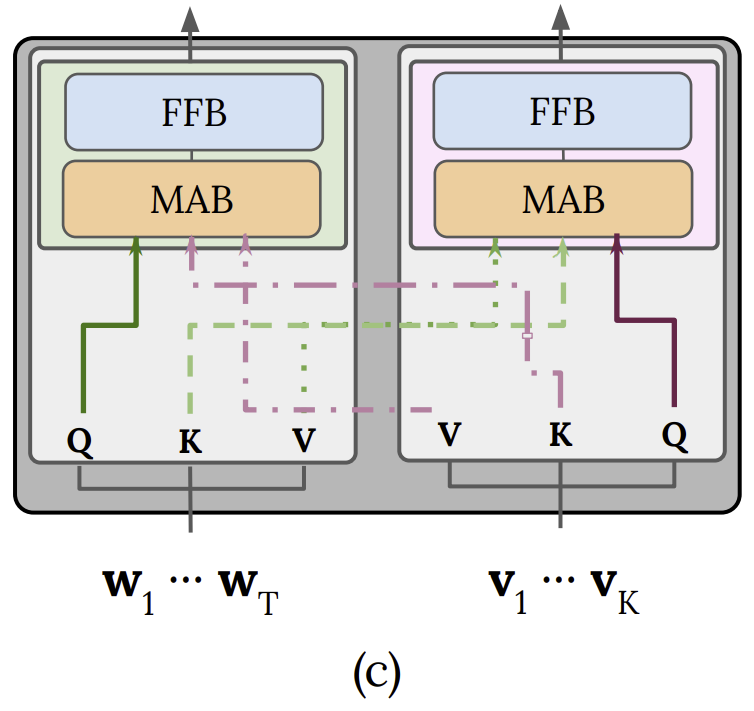 FFB FFB
MAB MAB
Q K V V K Q
w1 ··· wT v1 ··· vK
(c)